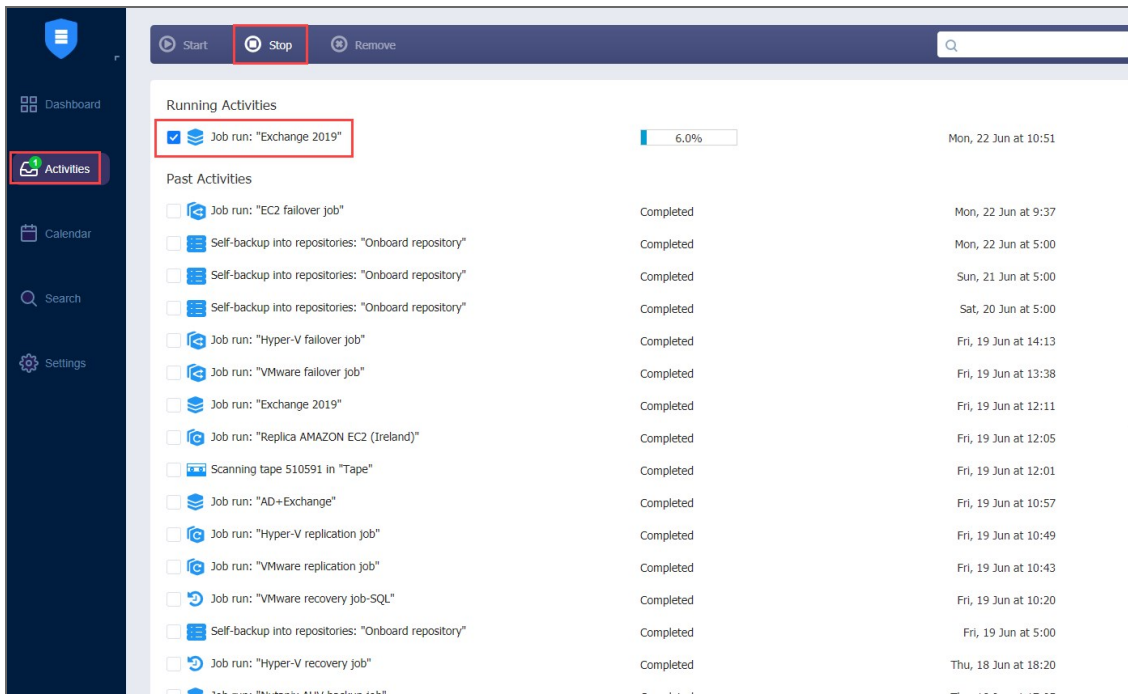 Start Stop Remove
Dashboard
1
Activities
Calendar
Search
Settings
Running Activities
Job run: "Exchange 2019" 6.0% Mon, 22 Jun at 10:51
Past Activities
Job run: "EC2 failover job" Completed Mon, 22 Jun at 9:37
Self-backup into repositories: "Onboard repository" Completed Mon, 22 Jun at 5:00
Self-backup into repositories: "Onboard repository" Completed Sun, 21 Jun at 5:00
Self-backup into repositories: "Onboard repository" Completed Sat, 20 Jun at 5:00
Job run: "Hyper-V failover job" Completed Fri, 19 Jun at 14:13
Job run: "VMware failover job" Completed Fri, 19 Jun at 13:38
Job run: "Exchange 2019" Completed Fri, 19 Jun at 12:11
Job run: "Replica AMAZON EC2 (Ireland)" Completed Fri, 19 Jun at 12:05
Scanning tape 510591 in "Tape" Completed Fri, 19 Jun at 12:01
Job run: "AD+Exchange" Completed Fri, 19 Jun at 10:57
Job run: "Hyper-V replication job" Completed Fri, 19 Jun at 10:49
Job run: "VMware replication job" Completed Fri, 19 Jun at 10:43
Job run: "VMware recovery job-SQL" Completed Fri, 19 Jun at 10:20
Self-backup into repositories: "Onboard repository" Completed Fri, 19 Jun at 5:00
Job run: "Hyper-V recovery job" Completed Thu, 18 Jun at 18:20